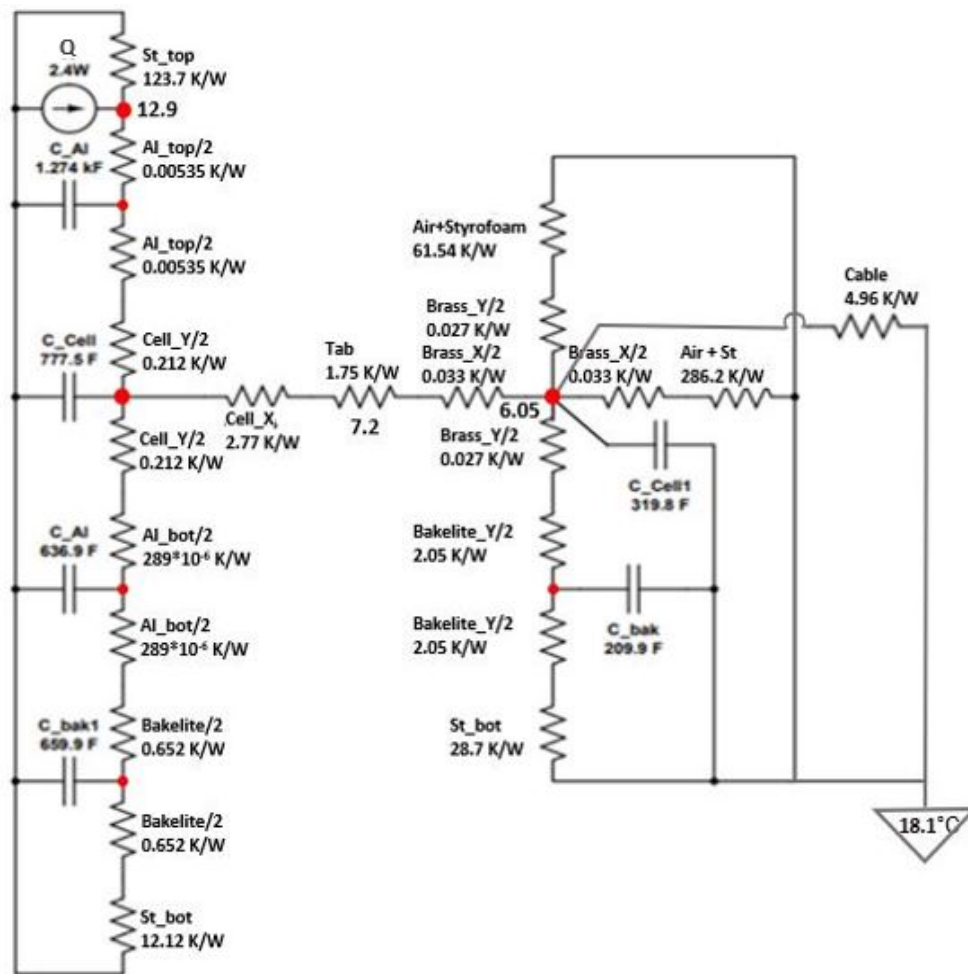 Q
2.4W
St_top
123.7 K/W
12.9
C_Al
1.274 kF
Al_top/2
0.00535 K/W
Al_top/2
0.00535 K/W
C_Cell
777.5 F
Cell_Y/2
0.212 K/W
Cell_X,
2.77 K/W
Tab
1.75 K/W
7.2
Brass_X/2
0.033 K/W
6.05
Cell_Y/2
0.212 K/W
C_Al
636.9 F
Al_bot/2
289*10⁻⁶ K/W
Al_bot/2
289*10⁻⁶ K/W
C_bak1
659.9 F
Bakelite/2
0.652 K/W
Bakelite/2
0.652 K/W
St_bot
12.12 K/W
Air+Styrofoam
61.54 K/W
Brass_Y/2
0.027 K/W
Brass_X/2
0.033 K/W
Air + St
286.2 K/W
Cable
4.96 K/W
Brass_Y/2
0.027 K/W
C_Cell1
319.8 F
Bakelite_Y/2
2.05 K/W
Bakelite_Y/2
2.05 K/W
C_bak
209.9 F
St_bot
28.7 K/W
18.1°C